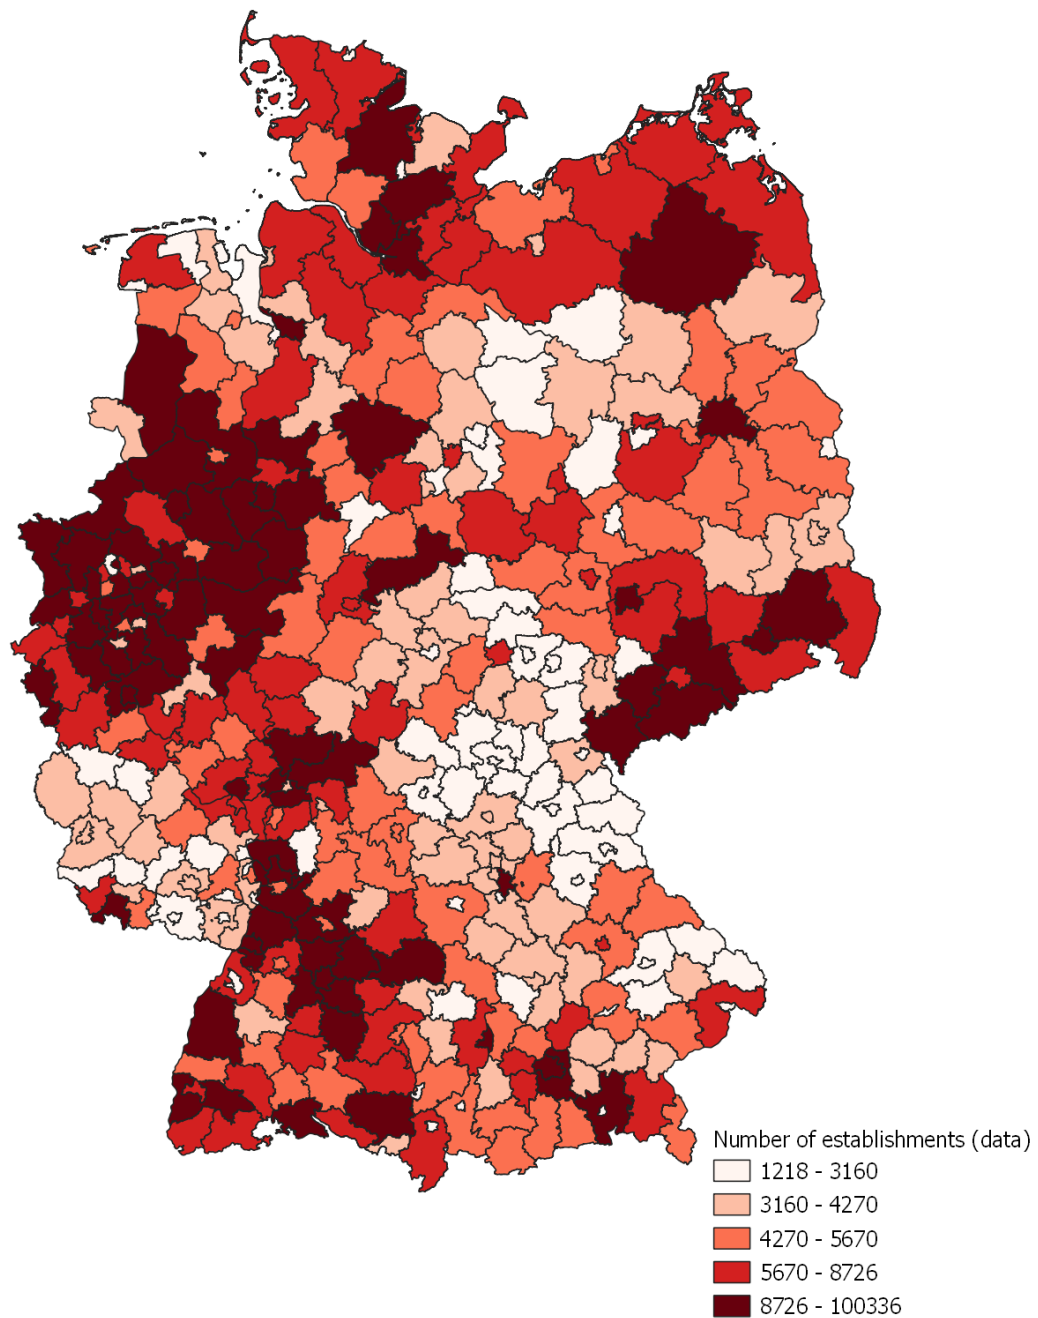 Number of establishments (data)
1218 - 3160
3160 - 4270
4270 - 5670
5670 - 8726
8726 - 100336